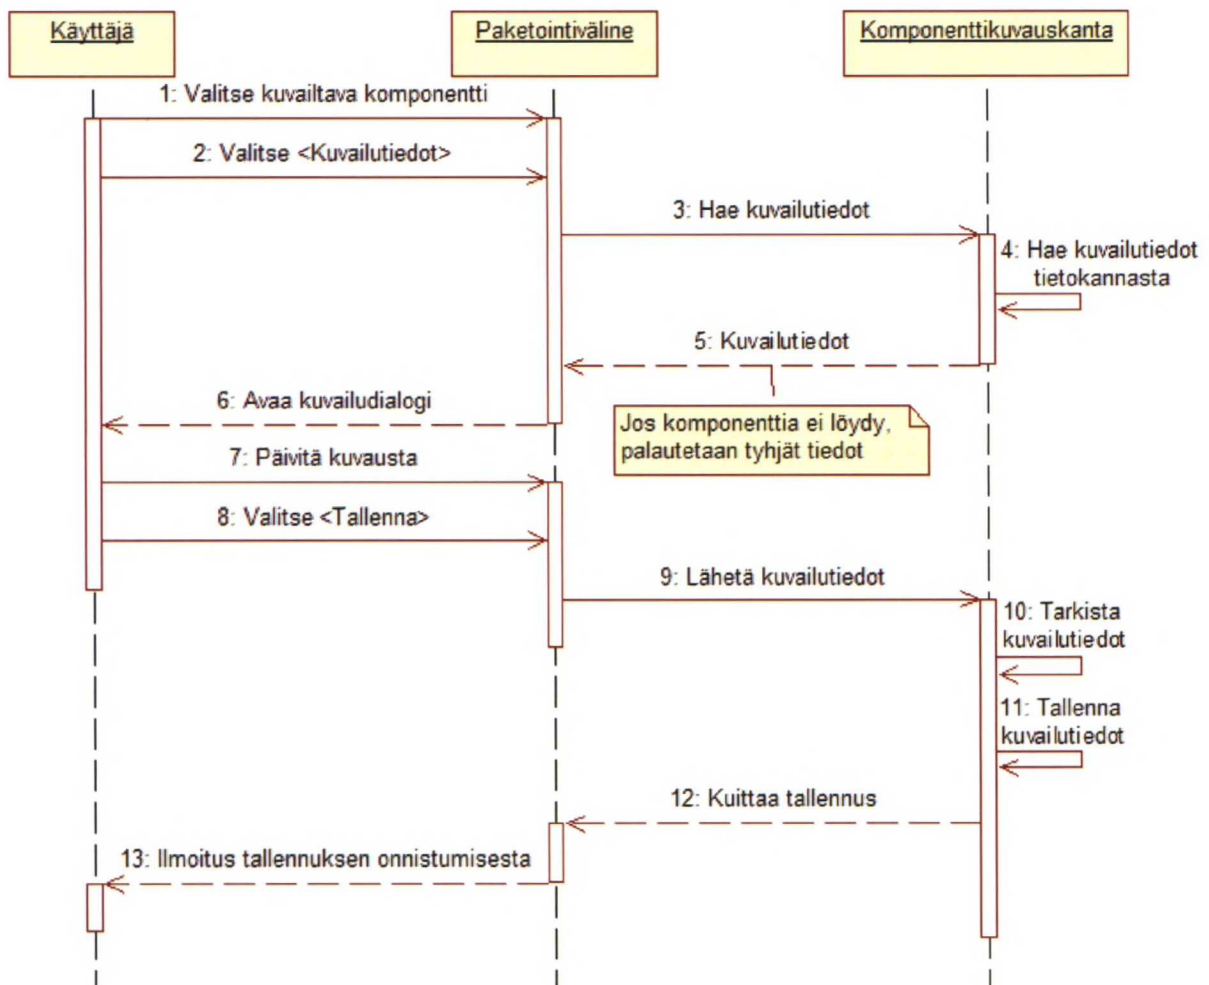 Käyttäjä
Paketointiväline
Komponenttikuvauskanta
1: Valitse kuvailtava komponentti
2: Valitse <Kuvailutiedot>
3: Hae kuvailutiedot
4: Hae kuvailutiedot
tietokannasta
5: Kuvailutiedot
6: Avaa kuvailudialogi
Jos komponenttia ei löydy,
palautetaan tyhjät tiedot
7: Päivitä kuvausta
8: Valitse <Tallenna>
9: Lähetä kuvailutiedot
10: Tarkista
kuvailutiedot
11: Tallenna
kuvailutiedot
12: Kuittaa tallennus
13: Ilmoitus tallennuksen onnistumisesta